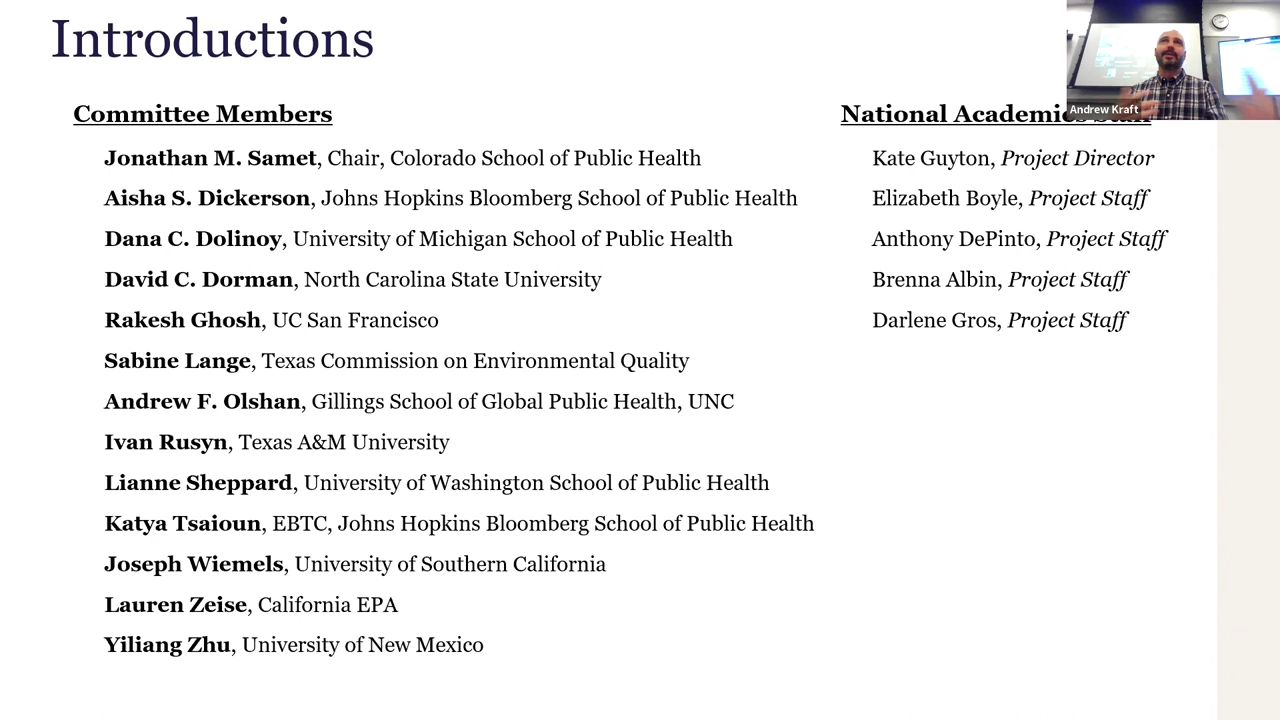 Introductions
Andrew Kraft
Committee Members
Jonathan M. Samet, Chair, Colorado School of Public Health
Aisha S. Dickerson, Johns Hopkins Bloomberg School of Public Health
Dana C. Dolinoy, University of Michigan School of Public Health
David C. Dorman, North Carolina State University
Rakesh Ghosh, UC San Francisco
Sabine Lange, Texas Commission on Environmental Quality
Andrew F. Olshan, Gillings School of Global Public Health, UNC
Ivan Rusyn, Texas A&M University
Lianne Sheppard, University of Washington School of Public Health
Katya Tsaioun, EBTC, Johns Hopkins Bloomberg School of Public Health
Joseph Wiemels, University of Southern California
Lauren Zeise, California EPA
Yiliang Zhu, University of New Mexico
National Academies Staff
Kate Guyton, Project Director
Elizabeth Boyle, Project Staff
Anthony DePinto, Project Staff
Brenna Albin, Project Staff
Darlene Gros, Project Staff